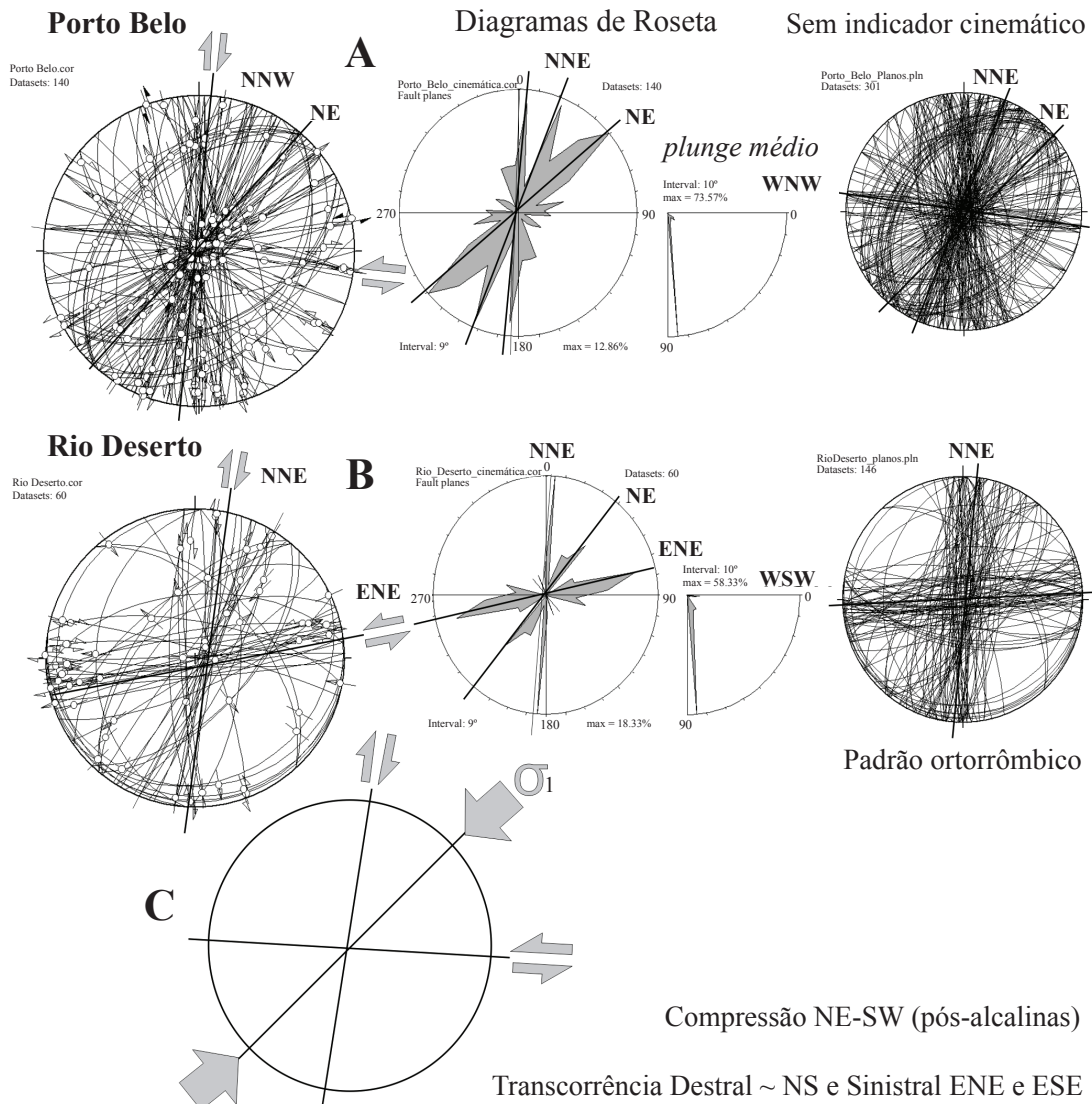 Porto Belo
Diagramas de Roseta
Sem indicador cinemático
Porto Belo.cor
Datasets: 140
NNW
NE
A
Porto_Belo_cinemática.cor
Fault planes
Datasets: 140
NNE
NE
0
90
180
270
Interval: 9º
max = 12.86%
plunge médio
Interval: 10º
max = 73.57%
0
90
Porto_Belo_Planos.pln
Datasets: 301
NNE
NE
WNW
Rio Deserto
Rio Deserto.cor
Datasets: 60
NNE
ENE
B
Rio_Deserto_cinemática.cor
Fault planes
Datasets: 60
NNE
NE
ENE
0
90
180
270
Interval: 9º
max = 18.33%
Interval: 10º
max = 58.33%
0
90
RioDeserto_planos.pln
Datasets: 146
NNE
WSW
Padrão ortorrômbico
C
σ1
Compressão NE-SW (pós-alcalinas)
Transcorrência Destral ~ NS e Sinistral ENE e ESE